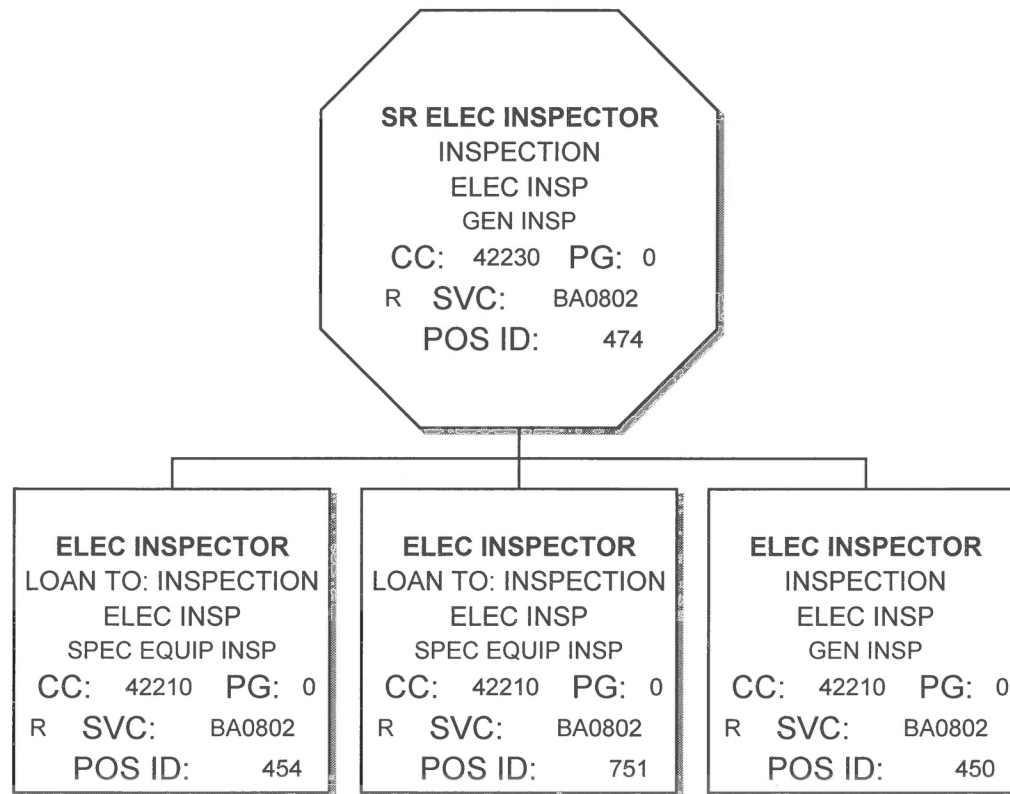 SR ELEC INSPECTOR
INSPECTION
ELEC INSP
GEN INSP
CC: 42230 PG: 0
R SVC: BA0802
POS ID: 474
ELEC INSPECTOR
LOAN TO: INSPECTION
ELEC INSP
SPEC EQUIP INSP
CC: 42210 PG: 0
R SVC: BA0802
POS ID: 454
ELEC INSPECTOR
LOAN TO: INSPECTION
ELEC INSP
SPEC EQUIP INSP
CC: 42210 PG: 0
R SVC: BA0802
POS ID: 751
ELEC INSPECTOR
INSPECTION
ELEC INSP
GEN INSP
CC: 42210 PG: 0
R SVC: BA0802
POS ID: 450